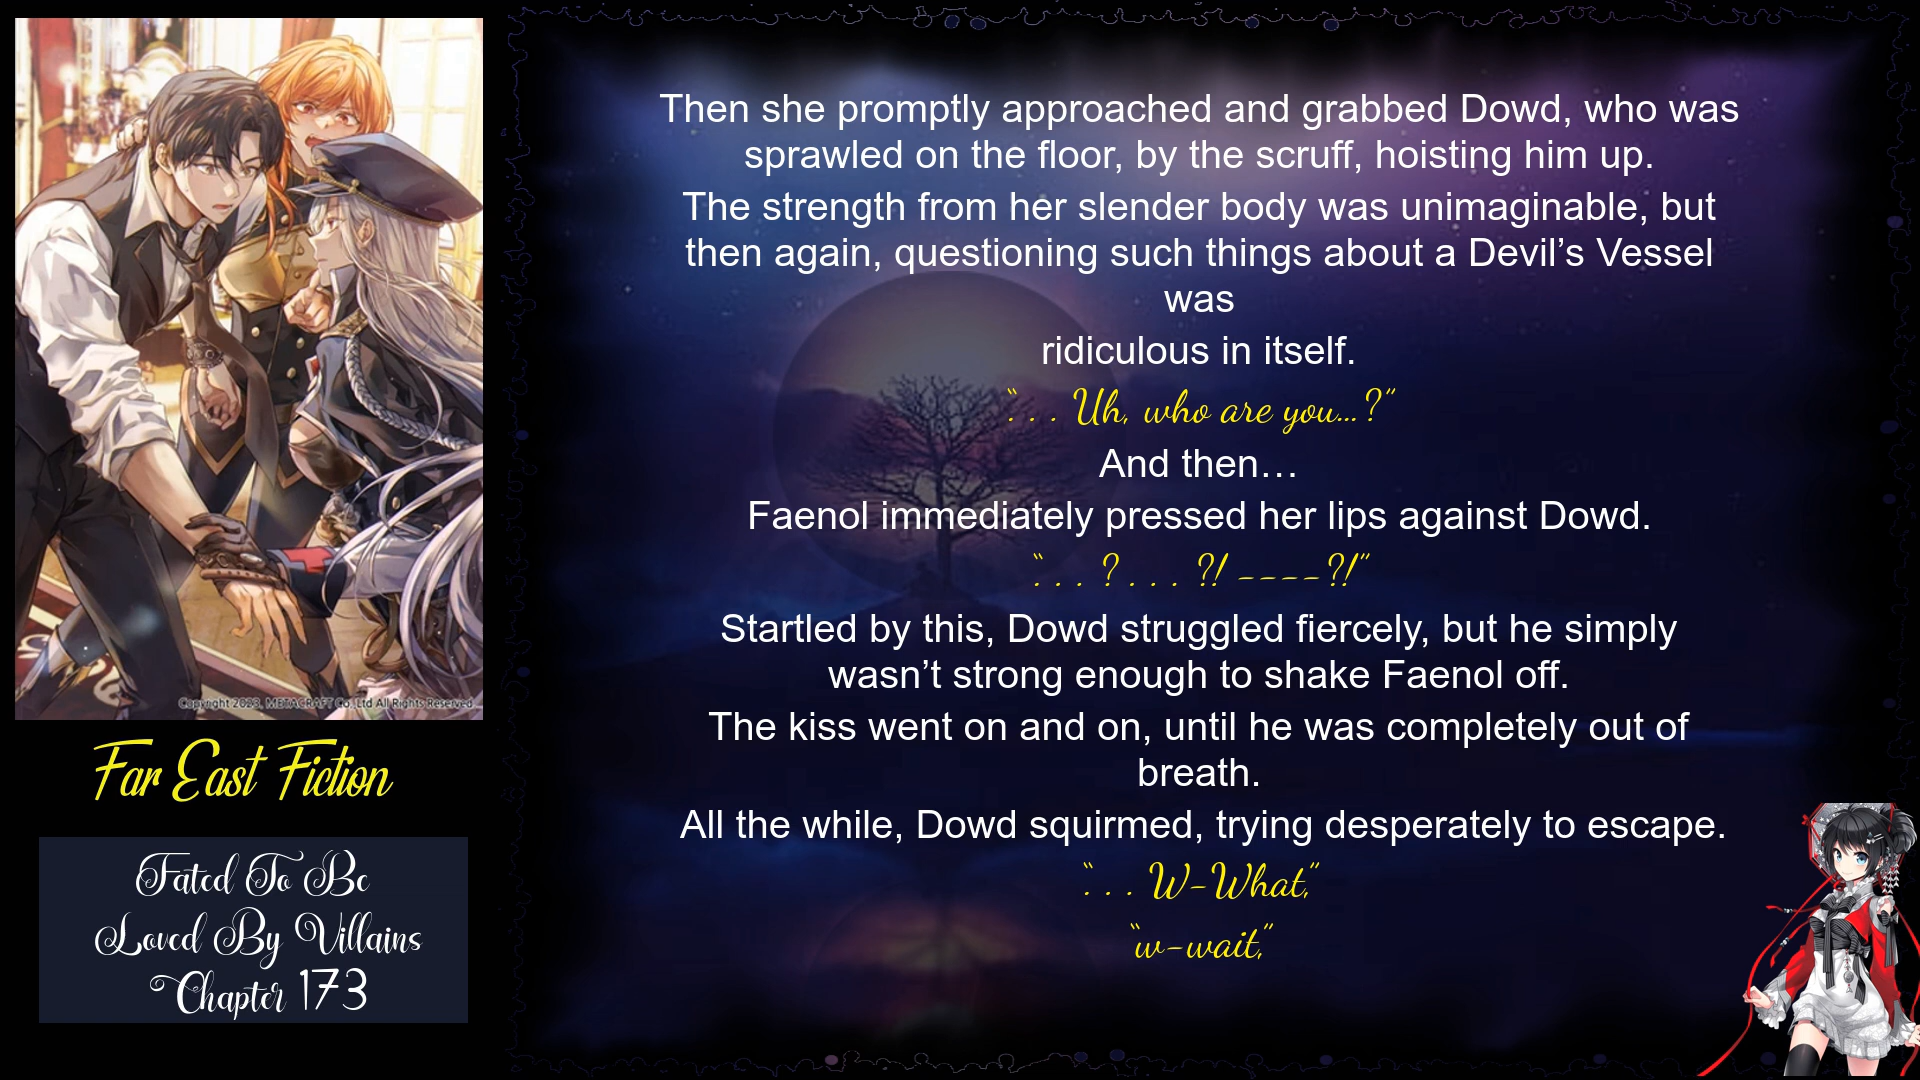 Then she promptly approached and grabbed Dowd, who was
sprawled on the floor, by the scruff, hoisting him up.
The strength from her slender body was unimaginable, but
then again, questioning such things about a Devil’s Vessel
was
ridiculous in itself.
“. . . Uh, who are you…?”
And then…
Faenol immediately pressed her lips against Dowd.
“. . . ? . . . ?! ----?!”
Startled by this, Dowd struggled fiercely, but he simply
wasn’t strong enough to shake Faenol off.
The kiss went on and on, until he was completely out of
breath.
All the while, Dowd squirmed, trying desperately to escape.
“. . . W-What,”
“w-wait,”
Copyright 2023. METACRAFT Co.,Ltd All Rights Reserved.
Far East Fiction
Fated To Be
Loved By Villains
Chapter 173